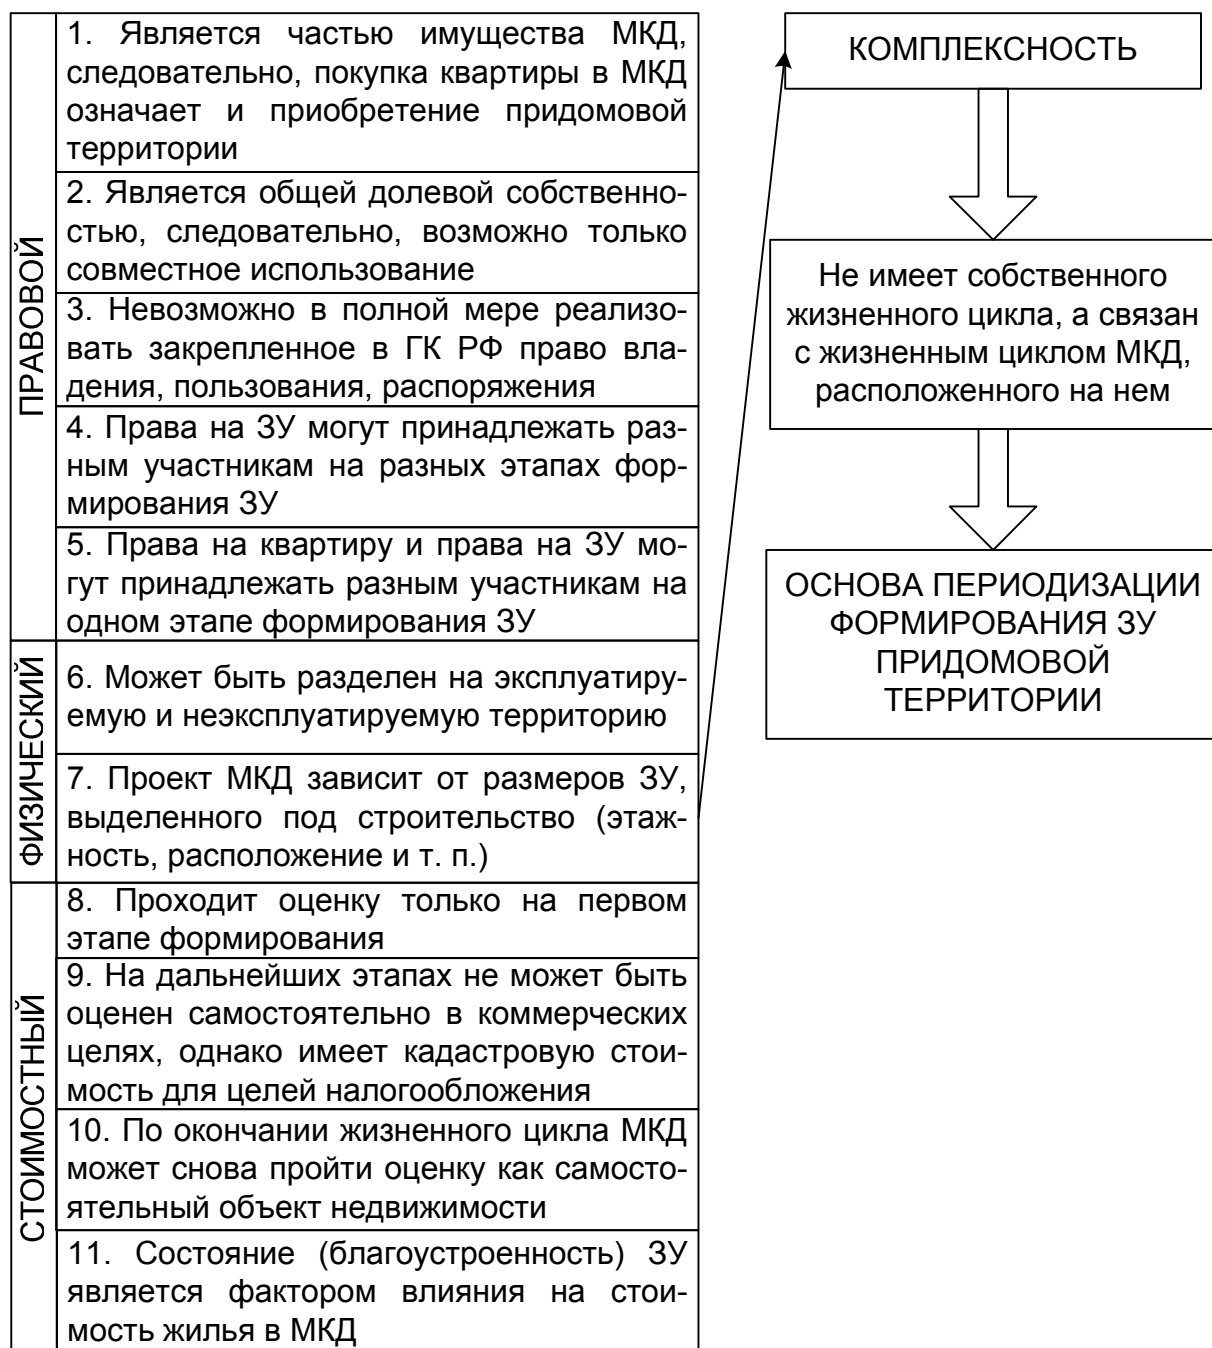 ПРАВОВОЙ
1. Является частью имущества МКД,
следовательно, покупка квартиры в МКД
означает и приобретение придомовой
территории
2. Является общей долевой собственно-
стью, следовательно, возможно только
совместное использование
3. Невозможно в полной мере реализо-
вать закрепленное в ГК РФ право вла-
дения, пользования, распоряжения
4. Права на ЗУ могут принадлежать раз-
ным участникам на разных этапах фор-
мирования ЗУ
5. Права на квартиру и права на ЗУ мо-
гут принадлежать разным участникам на
одном этапе формирования ЗУ
ФИЗИЧЕСКИЙ
6. Может быть разделен на эксплуатиру-
емую и неэксплуатируемую территорию
7. Проект МКД зависит от размеров ЗУ,
выделенного под строительство (этаж-
ность, расположение и т. п.)
СТОИМОСТНЫЙ
8. Проходит оценку только на первом
этапе формирования
9. На дальнейших этапах не может быть
оценен самостоятельно в коммерческих
целях, однако имеет кадастровую стои-
мость для целей налогообложения
10. По окончании жизненного цикла МКД
может снова пройти оценку как самосто-
ятельный объект недвижимости
11. Состояние (благоустроенность) ЗУ
является фактором влияния на стои-
мость жилья в МКД
КОМПЛЕКСНОСТЬ
Не имеет собственного
жизненного цикла, а связан
с жизненным циклом МКД,
расположенного на нем
ОСНОВА ПЕРИОДИЗАЦИИ
ФОРМИРОВАНИЯ ЗУ
ПРИДОМОВОЙ
ТЕРРИТОРИИ